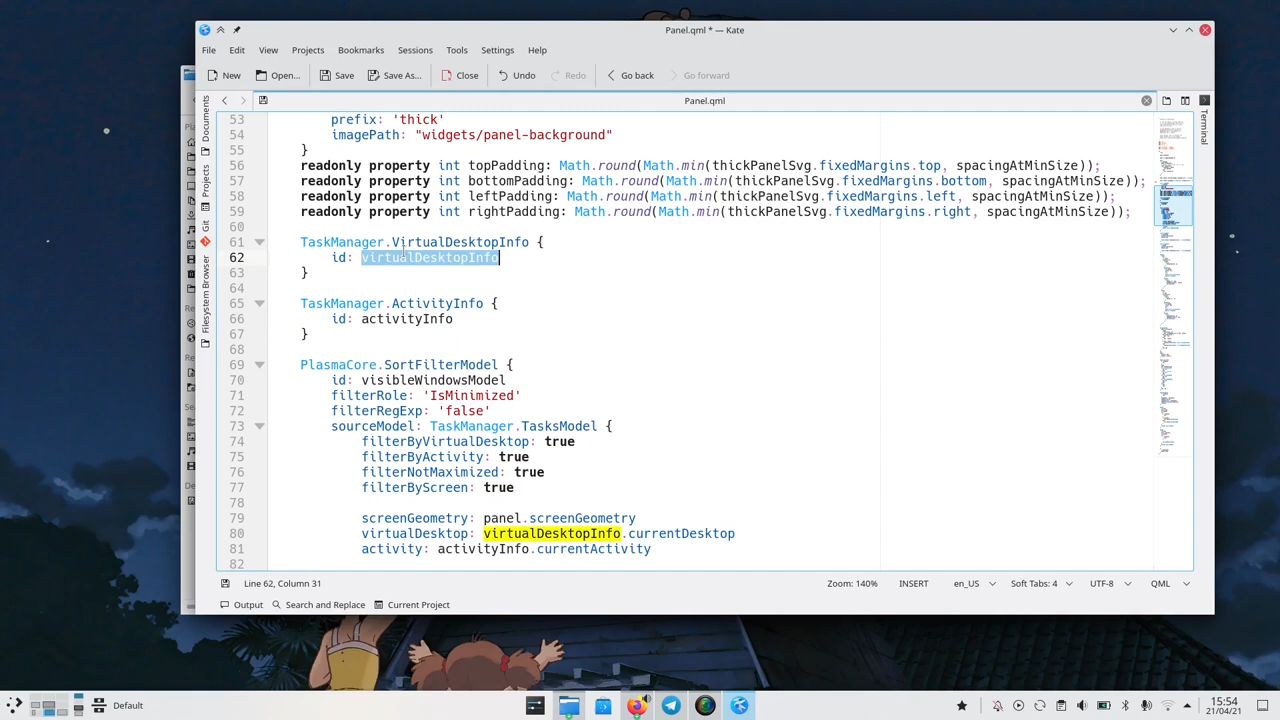 Panel.qml * — Kate
File Edit View Projects Bookmarks Sessions Tools Settings Help
New Open... Save Save As... Close Undo Redo Go back Go forward
Panel.qml
Documents
Projects
Git
Filesystem Browser
Terminal
53 prefix: 'thick'
54 imagePath: "widgets/panel-background"
55 }
56 readonly property int topPadding: Math.round(Math.min(thickPanelSvg.fixedMargins.top, spacingAtMinSize));
57 readonly property int bottomPadding: Math.round(Math.min(thickPanelSvg.fixedMargins.bottom, spacingAtMinSize));
58 readonly property int leftPadding: Math.round(Math.min(thickPanelSvg.fixedMargins.left, spacingAtMinSize));
59 readonly property int rightPadding: Math.round(Math.min(thickPanelSvg.fixedMargins.right, spacingAtMinSize));
60
61 TaskManager.VirtualDesktopInfo {
62 id: virtualDesktopInfo
63 }
64
65 TaskManager.ActivityInfo {
66 id: activityInfo
67 }
68
69 PlasmaCore.SortFilterModel {
70 id: visibleWindowsModel
71 filterRole: 'IsMinimized'
72 filterRegExp: 'false'
73 sourceModel: TaskManager.TasksModel {
74 filterByVirtualDesktop: true
75 filterByActivity: true
76 filterNotMaximized: true
77 filterByScreen: true
78
79 screenGeometry: panel.screenGeometry
80 virtualDesktop: virtualDesktopInfo.currentDesktop
81 activity: activityInfo.currentActivity
82
Line 62, Column 31 Zoom: 140% INSERT en_US Soft Tabs: 4 UTF-8 QML
Output Search and Replace Current Project
Default
15:54
21/04/21